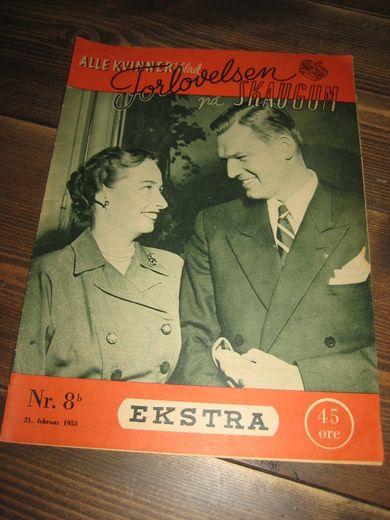 ALLE KVINNERS blad
Forlovelsen
på SKAUGUM
Nr. 8b
21. februar 1953
EKSTRA
45
øre